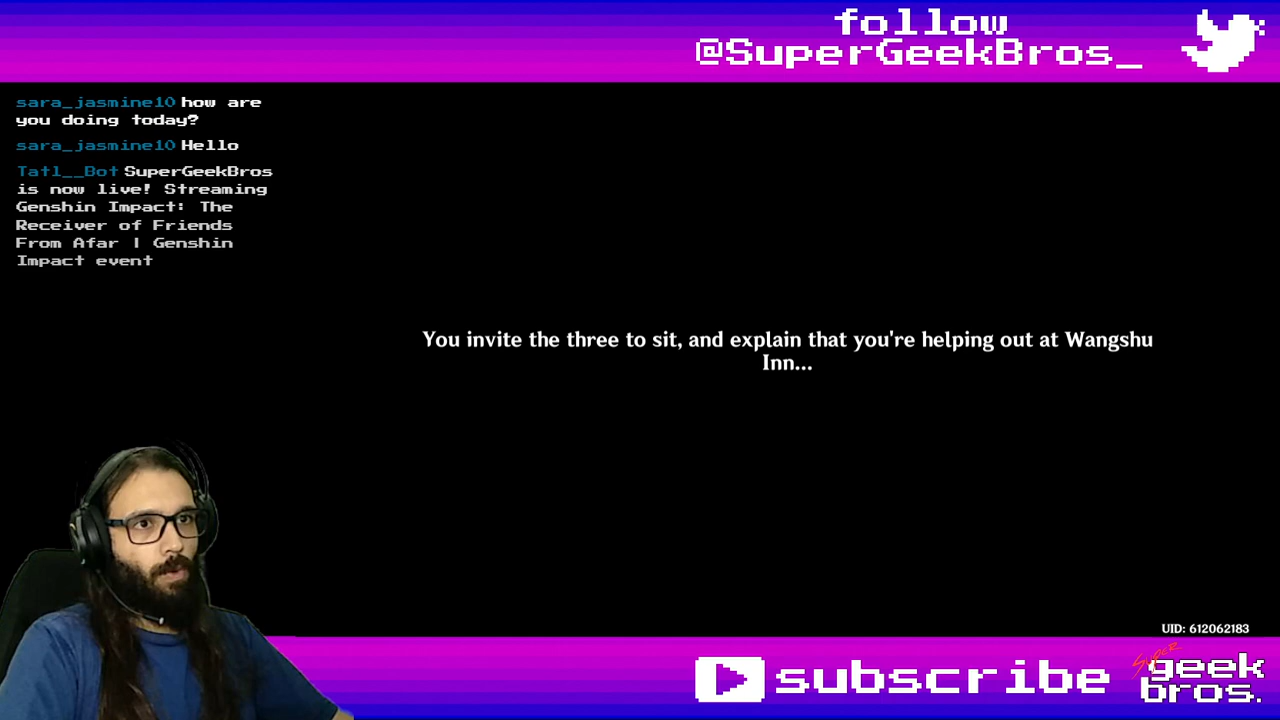 follow
@SuperGeekBros_
sara_jasmine10 how are
you doing today?
sara_jasmine10 Hello
Tatl__Bot SuperGeekBros
is now live! Streaming
Genshin Impact: The
Receiver of Friends
From Afar | Genshin
Impact event
You invite the three to sit, and explain that you're helping out at Wangshu
Inn...
UID: 612062183
subscribe
super
geek
bros.